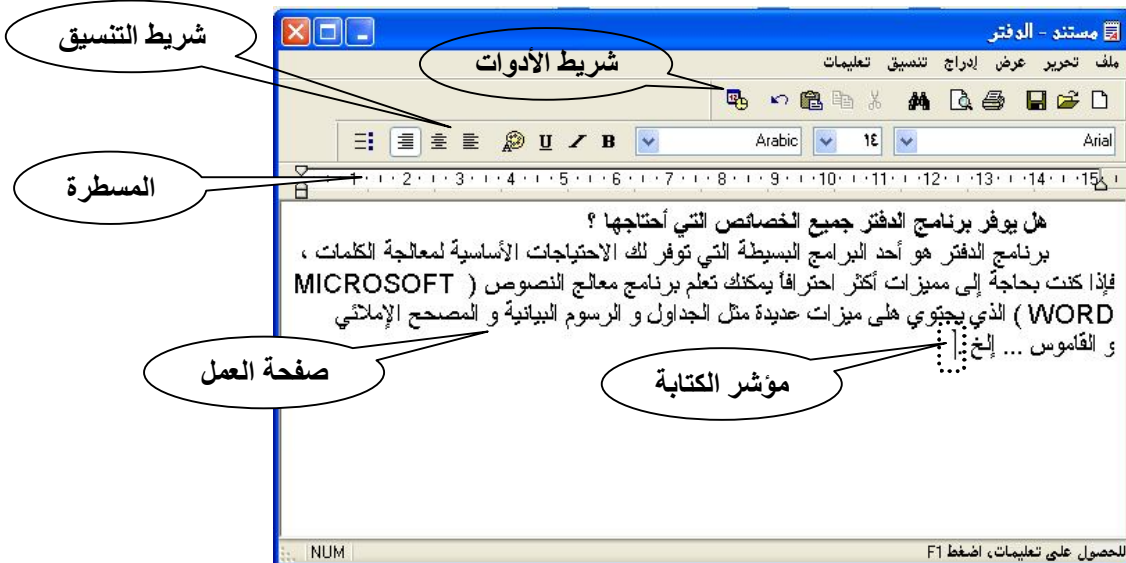 مستند - الدفتر
شريط التنسيق
شريط الأدوات
ملف تحرير عرض إدراج تنسيق تعليمات
Arial ١٤ Arabic B / U
المسطرة
1 2 3 4 5 6 7 8 9 10 11 12 13 14 15
هل يوفر برنامج الدفتر جميع الخصائص التي أحتاجها ؟
برنامج الدفتر هو أحد البرامج البسيطة التي توفر لك الاحتياجات الأساسية لمعالجة الكلمات ،
فإذا كنت بحاجة إلى مميزات أكثر احترافاً يمكنك تعلم برنامج معالج النصوص ( MICROSOFT
WORD ) الذي يحتوي هلى ميزات عديدة مثل الجداول و الرسوم البيانية و المصحح الإملائي
و القاموس ... إلخ .
صفحة العمل
مؤشر الكتابة
للحصول على تعليمات، اضغط F1
NUM